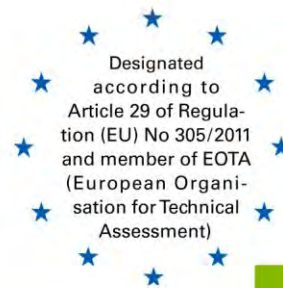 Designated
according to
Article 29 of Regula-
tion (EU) No 305/2011
and member of EOTA
(European Organi-
sation for Technical
Assessment)